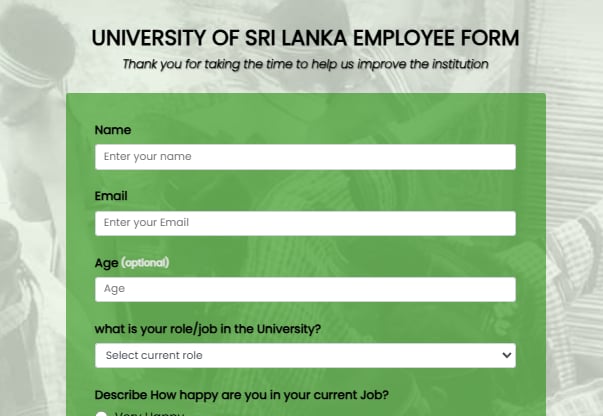 UNIVERSITY OF SRI LANKA EMPLOYEE FORM
Thank you for taking the time to help us improve the institution
Name
Enter your name
Email
Enter your Email
Age (optional)
Age
what is your role/job in the University?
Select current role
Describe How happy are you in your current Job?
Very Happy